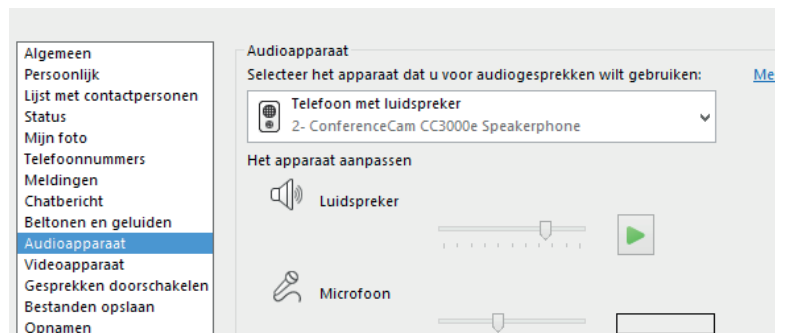 Algemeen
Persoonlijk
Lijst met contactpersonen
Status
Mijn foto
Telefoonnummers
Meldingen
Chatbericht
Beltonen en geluiden
Audioapparaat
Videoapparaat
Gesprekken doorschakelen
Bestanden opslaan
Opnamen
Audioapparaat
Selecteer het apparaat dat u voor audiogesprekken wilt gebruiken:
Me
Telefoon met luidspreker
2- ConferenceCam CC3000e Speakerphone
Het apparaat aanpassen
Luidspreker
Microfoon